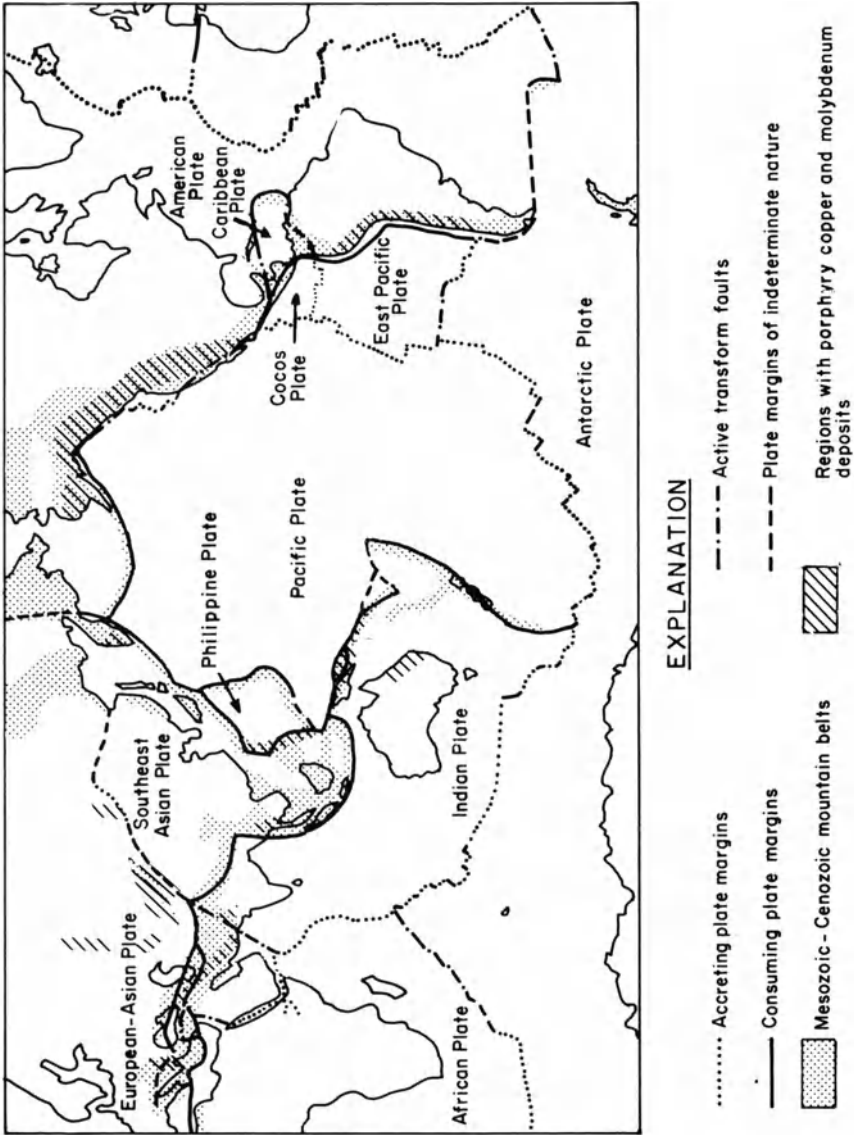 European-Asian Plate
Southeast
Asian Plate
Philippine Plate
Pacific Plate
American
Plate
Caribbean
Plate
Cocos
Plate
East Pacific
Plate
African Plate
Indian Plate
Antarctic Plate
EXPLANATION
Accreting plate margins
Consuming plate margins
Mesozoic-Cenozoic mountain belts
Active transform faults
Plate margins of indeterminate nature
Regions with porphyry copper and molybdenum
deposits